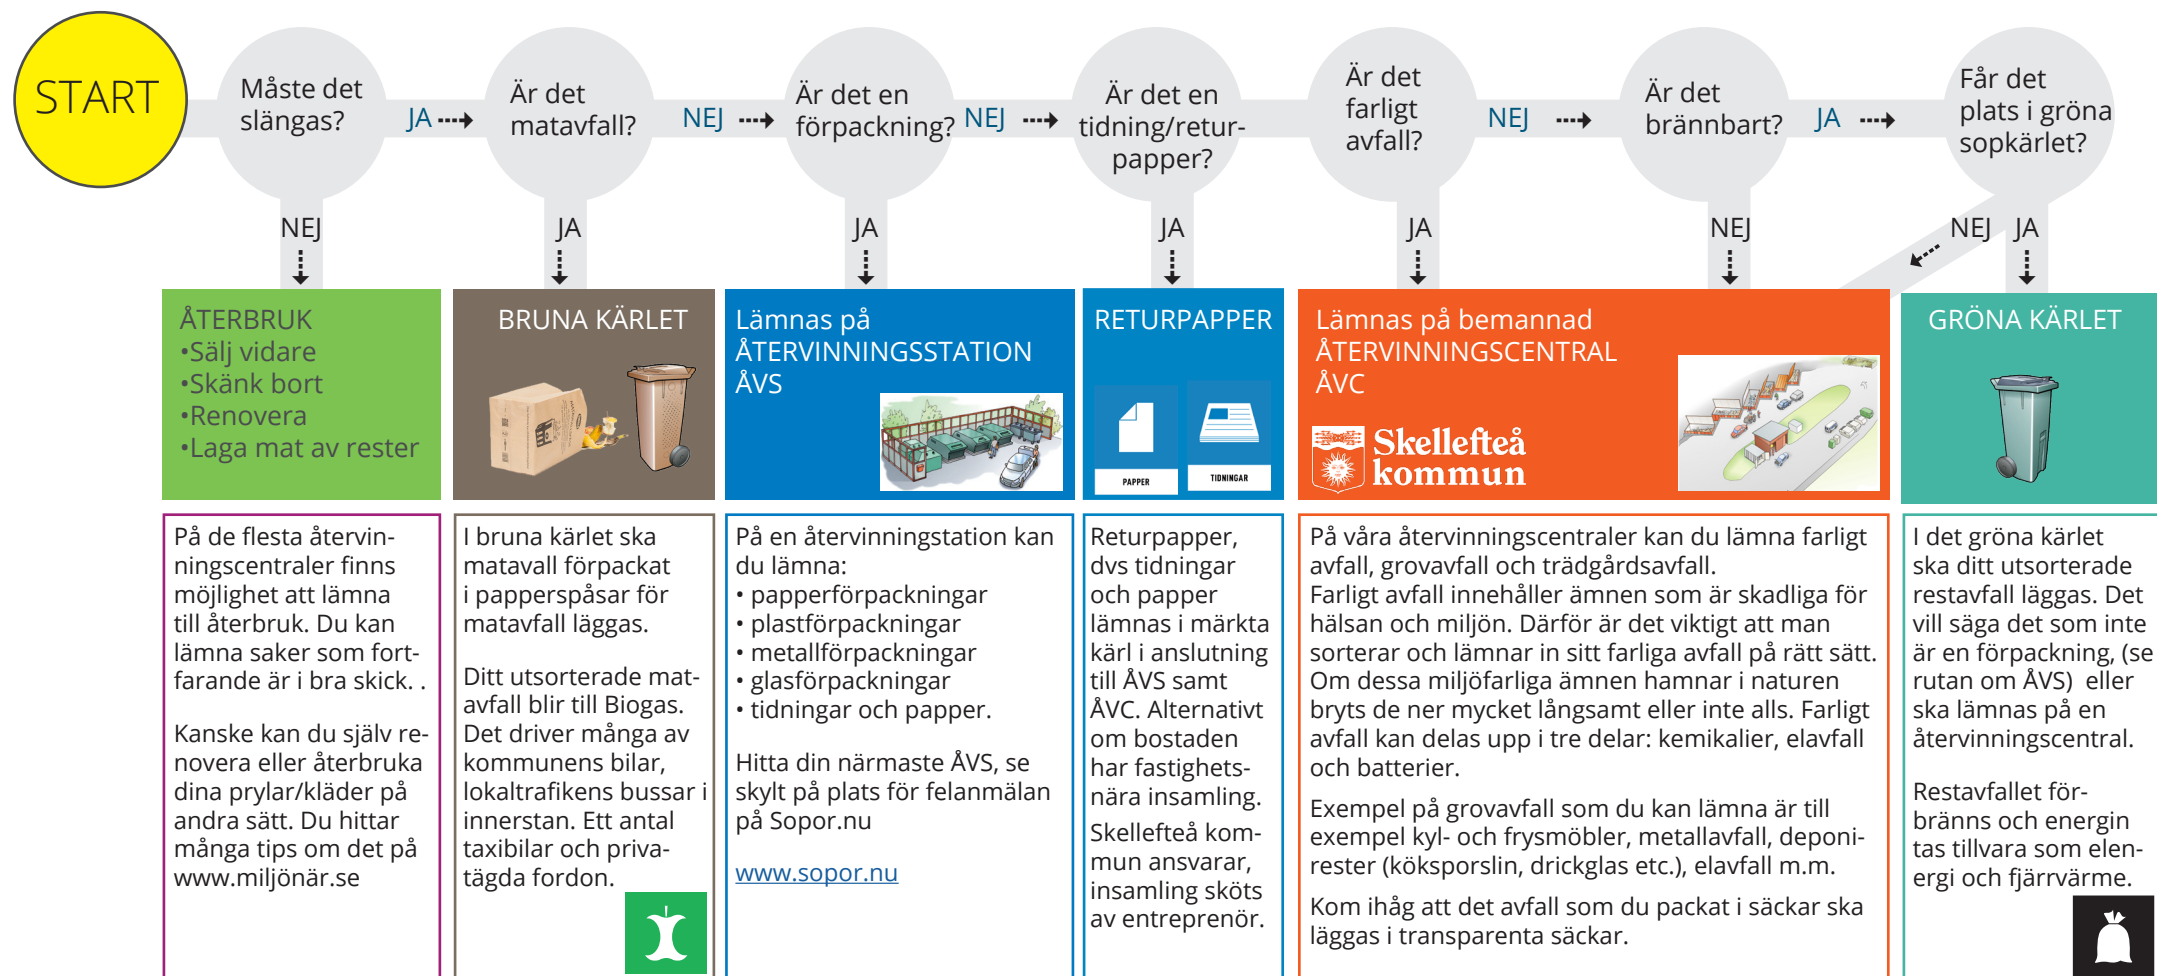 START
Måste det
slängas?
JA
Är det
matavfall?
NEJ
Är det en
förpackning?
NEJ
Är det en
tidning/retur-
papper?
Är det
farligt
avfall?
NEJ
Är det
brännbart?
JA
Får det
plats i gröna
sopkärlet?
NEJ
JA
JA
JA
JA
NEJ
NEJ
JA
ÅTERBRUK
•Sälj vidare
•Skänk bort
•Renovera
•Laga mat av rester
BRUNA KÄRLET
Lämnas på
ÅTERVINNINGSSTATION
ÅVS
RETURPAPPER
PAPPER
TIDNINGAR
Lämnas på bemannad
ÅTERVINNINGSCENTRAL
ÅVC
Skellefteå
kommun
GRÖNA KÄRLET
På de flesta återvin-
ningscentraler finns
möjlighet att lämna
till återbruk. Du kan
lämna saker som fort-
farande är i bra skick. .
Kanske kan du själv re-
novera eller återbruka
dina prylar/kläder på
andra sätt. Du hittar
många tips om det på
www.miljönär.se
I bruna kärlet ska
matavall förpackat
i papperspåsar för
matavfall läggas.
Ditt utsorterade mat-
avfall blir till Biogas.
Det driver många av
kommunens bilar,
lokaltrafikens bussar i
innerstan. Ett antal
taxibilar och priva-
tägda fordon.
På en återvinningstation kan
du lämna:
• papperförpackningar
• plastförpackningar
• metallförpackningar
• glasförpackningar
• tidningar och papper.
Hitta din närmaste ÅVS, se
skylt på plats för felanmälan
på Sopor.nu
www.sopor.nu
Returpapper,
dvs tidningar
och papper
lämnas i märkta
kärl i anslutning
till ÅVS samt
ÅVC. Alternativt
om bostaden
har fastighets-
nära insamling.
Skellefteå kom-
mun ansvarar,
insamling sköts
av entreprenör.
På våra återvinningscentraler kan du lämna farligt
avfall, grovavfall och trädgårdsavfall.
Farligt avfall innehåller ämnen som är skadliga för
hälsan och miljön. Därför är det viktigt att man
sorterar och lämnar in sitt farliga avfall på rätt sätt.
Om dessa miljöfarliga ämnen hamnar i naturen
bryts de ner mycket långsamt eller inte alls. Farligt
avfall kan delas upp i tre delar: kemikalier, elavfall
och batterier.
Exempel på grovavfall som du kan lämna är till
exempel kyl- och frysmöbler, metallavfall, deponi-
rester (köksporslin, drickglas etc.), elavfall m.m.
Kom ihåg att det avfall som du packat i säckar ska
läggas i transparenta säckar.
I det gröna kärlet
ska ditt utsorterade
restavfall läggas. Det
vill säga det som inte
är en förpackning, (se
rutan om ÅVS) eller
ska lämnas på en
återvinningscentral.
Restavfallet för-
bränns och energin
tas tillvara som elen-
ergi och fjärrvärme.